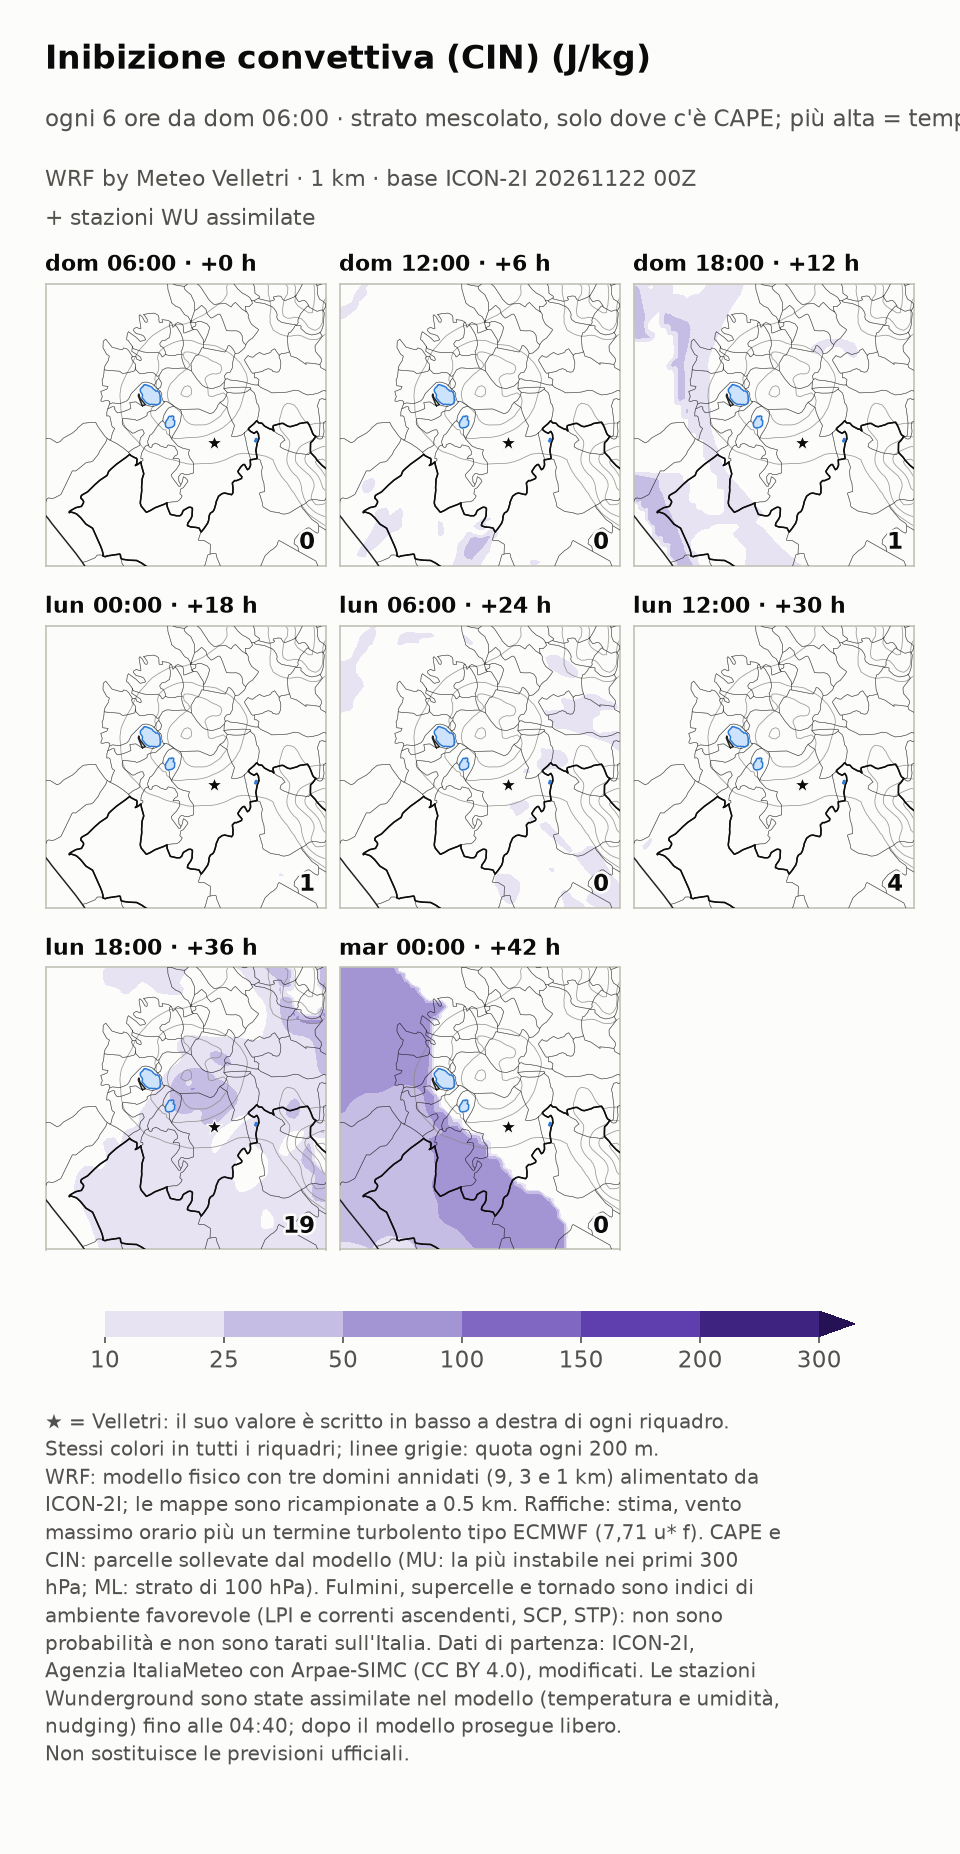 Inibizione convettiva (CIN) (J/kg)
ogni 6 ore da dom 06:00 · strato mescolato, solo dove c'è CAPE; più alta = temp
WRF by Meteo Velletri · 1 km · base ICON-2I 20261122 00Z
+ stazioni WU assimilate
dom 06:00 · +0 h
dom 12:00 · +6 h
dom 18:00 · +12 h
0
0
1
lun 00:00 · +18 h
lun 06:00 · +24 h
lun 12:00 · +30 h
1
0
4
lun 18:00 · +36 h
mar 00:00 · +42 h
19
0
10 25 50 100 150 200 300
★ = Velletri: il suo valore è scritto in basso a destra di ogni riquadro.
Stessi colori in tutti i riquadri; linee grigie: quota ogni 200 m.
WRF: modello fisico con tre domini annidati (9, 3 e 1 km) alimentato da
ICON-2I; le mappe sono ricampionate a 0.5 km. Raffiche: stima, vento
massimo orario più un termine turbolento tipo ECMWF (7,71 u* f). CAPE e
CIN: parcelle sollevate dal modello (MU: la più instabile nei primi 300
hPa; ML: strato di 100 hPa). Fulmini, supercelle e tornado sono indici di
ambiente favorevole (LPI e correnti ascendenti, SCP, STP): non sono
probabilità e non sono tarati sull'Italia. Dati di partenza: ICON-2I,
Agenzia ItaliaMeteo con Arpae-SIMC (CC BY 4.0), modificati. Le stazioni
Wunderground sono state assimilate nel modello (temperatura e umidità,
nudging) fino alle 04:40; dopo il modello prosegue libero.
Non sostituisce le previsioni ufficiali.